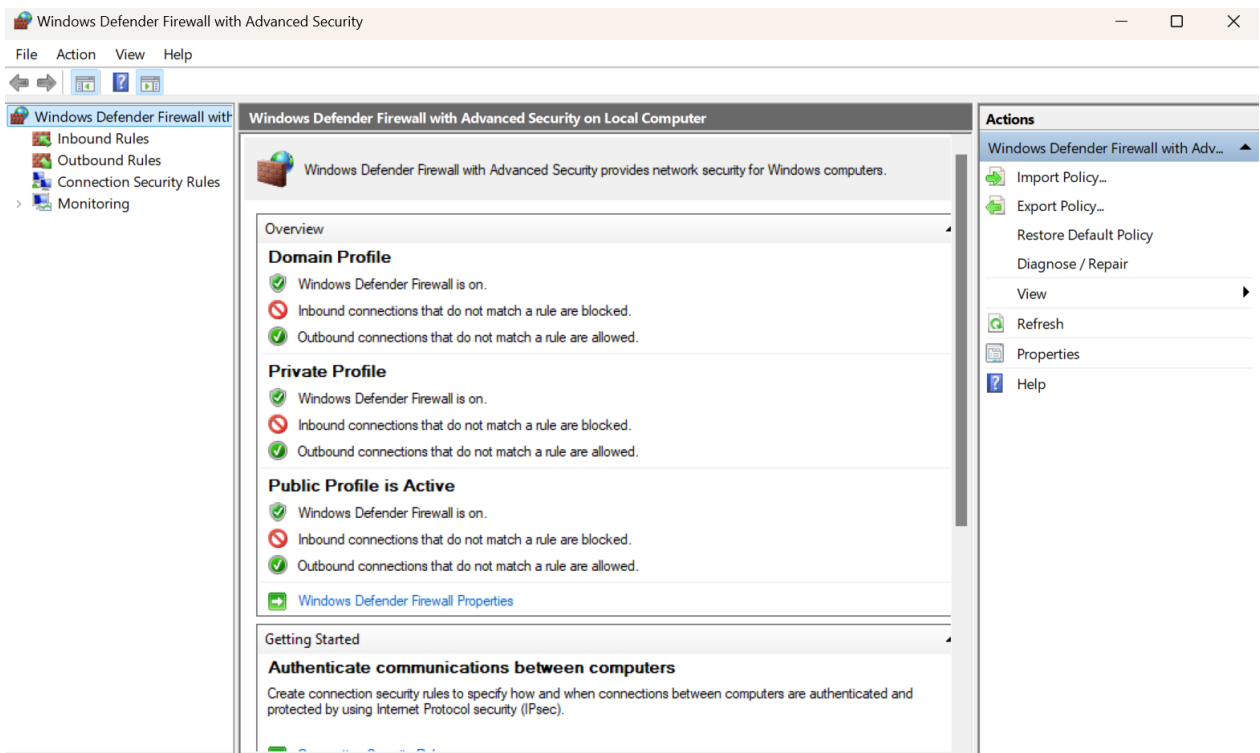 Windows Defender Firewall with Advanced Security
File Action View Help
Windows Defender Firewall with
Inbound Rules
Outbound Rules
Connection Security Rules
Monitoring
Windows Defender Firewall with Advanced Security on Local Computer
Windows Defender Firewall with Advanced Security provides network security for Windows computers.
Overview
Domain Profile
Windows Defender Firewall is on.
Inbound connections that do not match a rule are blocked.
Outbound connections that do not match a rule are allowed.
Private Profile
Windows Defender Firewall is on.
Inbound connections that do not match a rule are blocked.
Outbound connections that do not match a rule are allowed.
Public Profile is Active
Windows Defender Firewall is on.
Inbound connections that do not match a rule are blocked.
Outbound connections that do not match a rule are allowed.
Windows Defender Firewall Properties
Getting Started
Authenticate communications between computers
Create connection security rules to specify how and when connections between computers are authenticated and
protected by using Internet Protocol security (IPsec).
Actions
Windows Defender Firewall with Adv...
Import Policy...
Export Policy...
Restore Default Policy
Diagnose / Repair
View
Refresh
Properties
Help